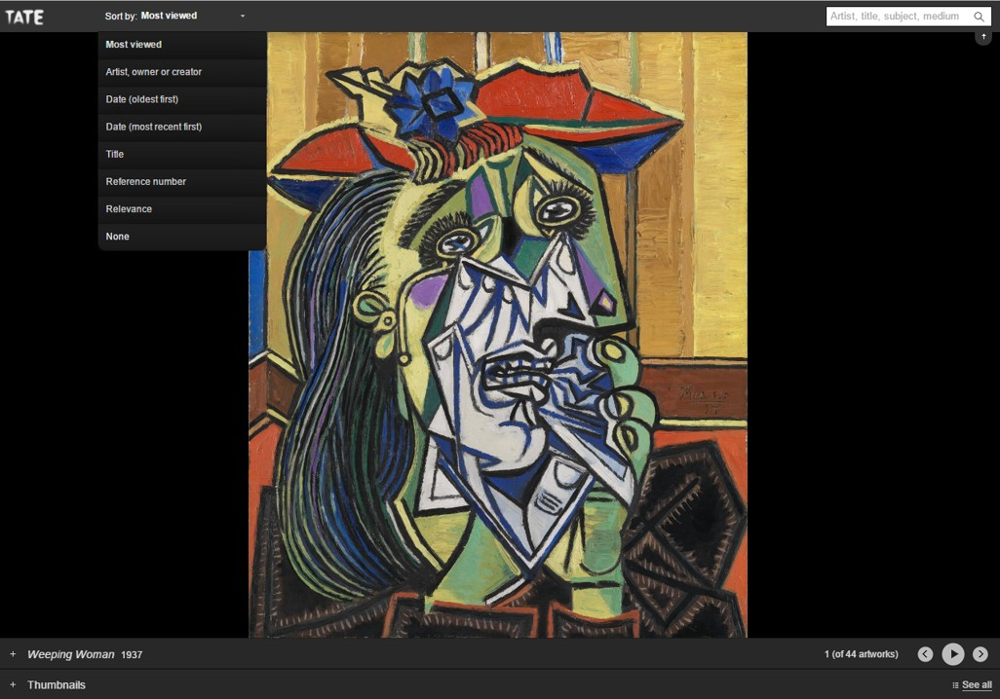 TATE
Sort by: Most viewed
Artist, title, subject, medium
Most viewed
Artist, owner or creator
Date (oldest first)
Date (most recent first)
Title
Reference number
Relevance
None
+ Weeping Woman 1937
1 (of 44 artworks)
+ Thumbnails
See all